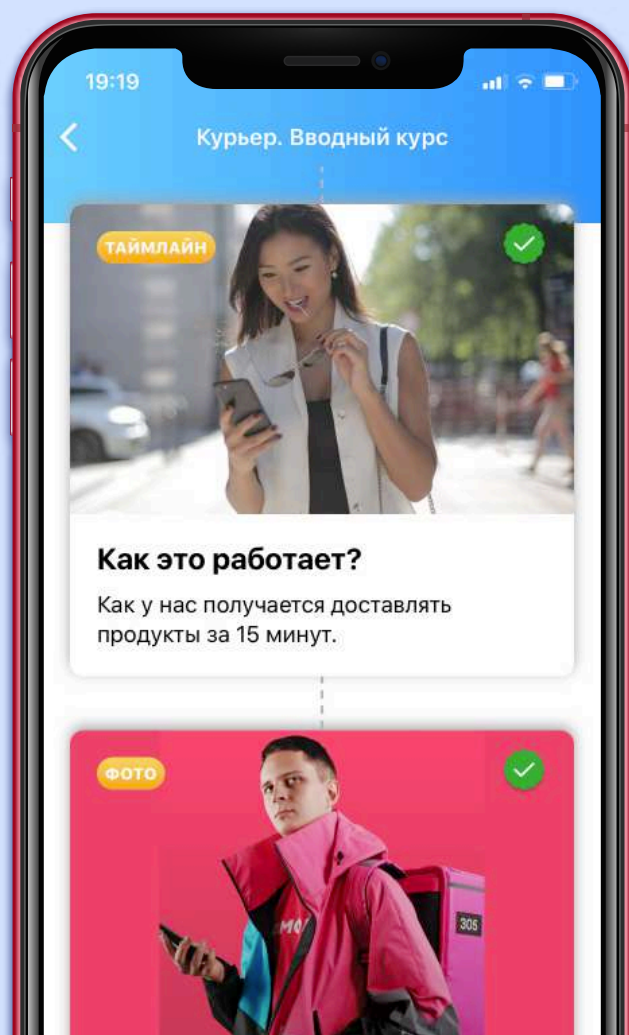 19:19
Курьер. Вводный курс
ТАЙМЛАЙН
Как это работает?
Как у нас получается доставлять
продукты за 15 минут.
ФОТО
305